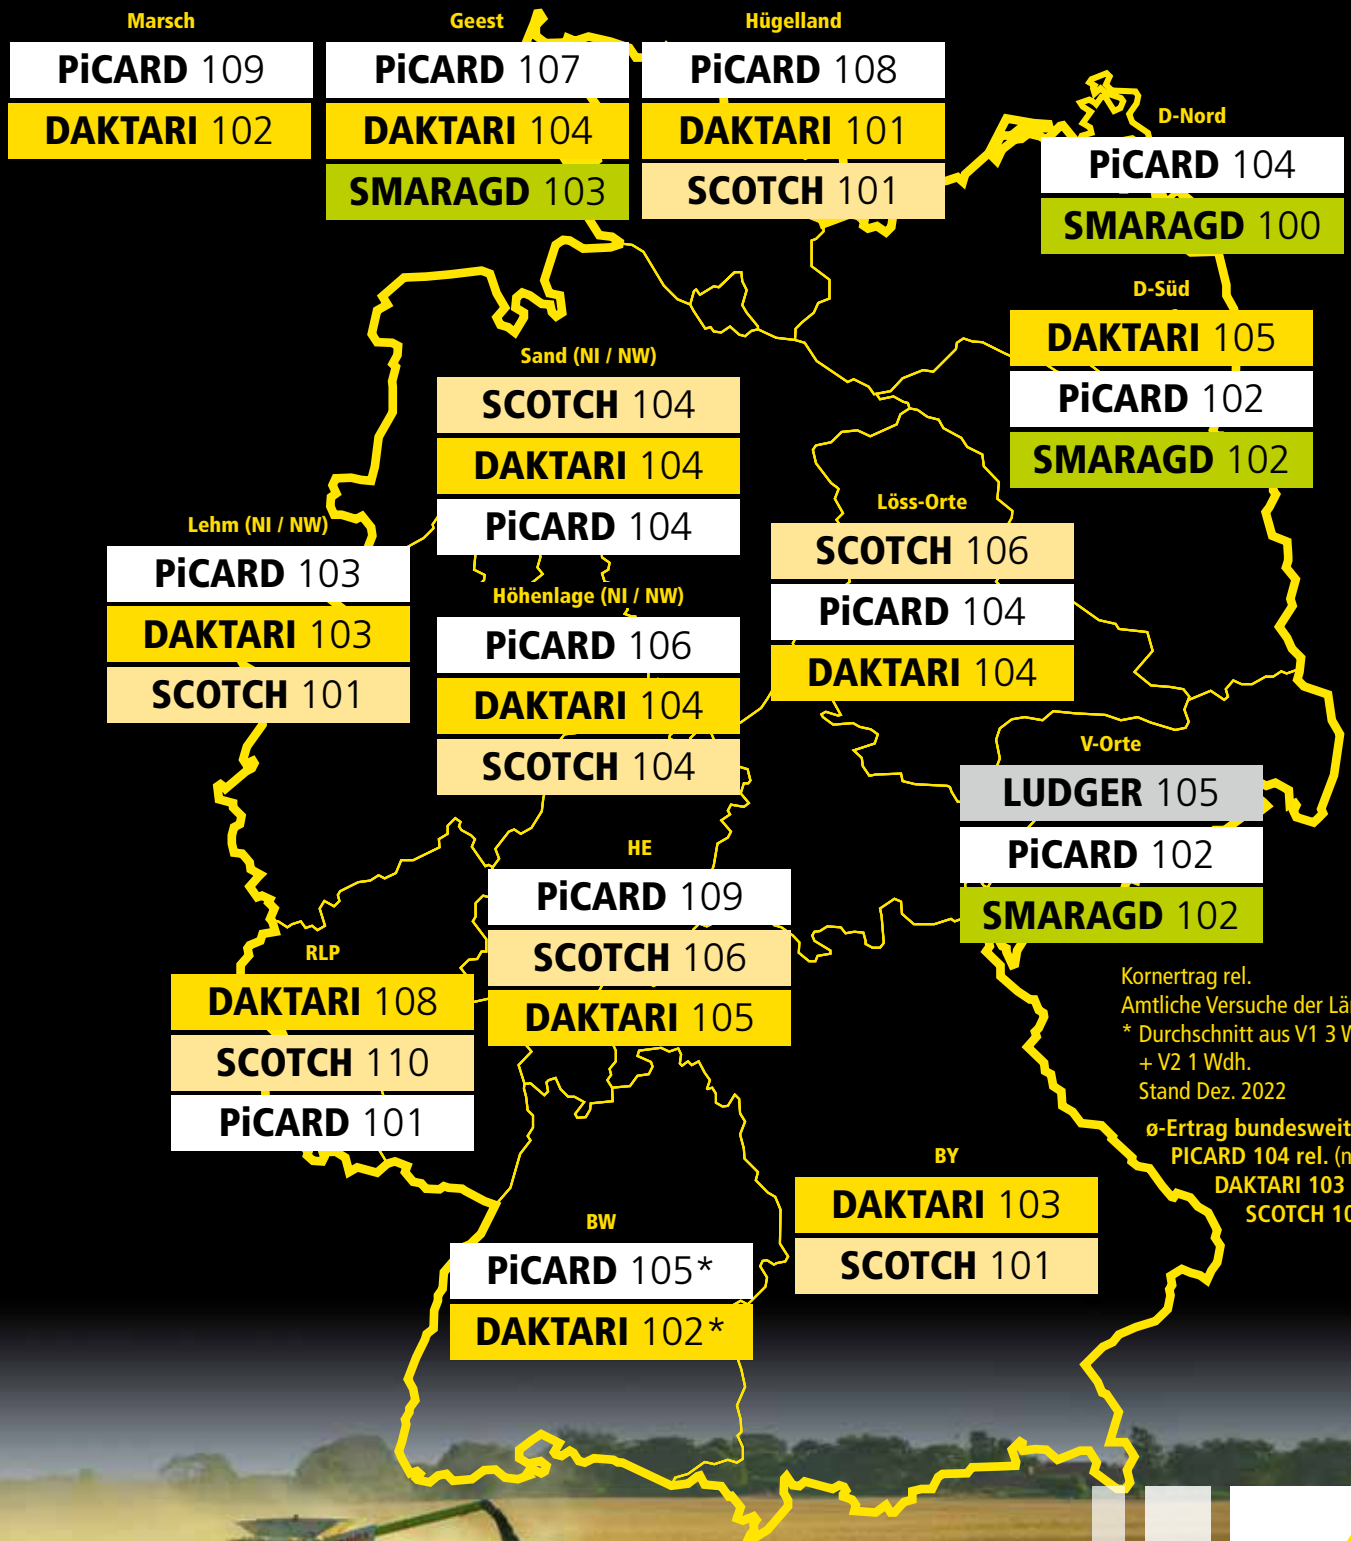 Marsch
PiCARD 109
DAKTARI 102
Geest
PiCARD 107
DAKTARI 104
SMARAGD 103
Hügelland
PiCARD 108
DAKTARI 101
SCOTCH 101
D-Nord
PiCARD 104
SMARAGD 100
D-Süd
DAKTARI 105
PiCARD 102
SMARAGD 102
Sand (NI / NW)
SCOTCH 104
DAKTARI 104
PiCARD 104
Löss-Orte
SCOTCH 106
PiCARD 104
DAKTARI 104
Lehm (NI / NW)
PiCARD 103
DAKTARI 103
SCOTCH 101
Höhenlage (NI / NW)
PiCARD 106
DAKTARI 104
SCOTCH 104
V-Orte
LUDGER 105
PiCARD 102
SMARAGD 102
HE
PiCARD 109
SCOTCH 106
DAKTARI 105
RLP
DAKTARI 108
SCOTCH 110
PiCARD 101
Kornertrag rel.
Amtliche Versuche der
* Durchschnitt aus V1 3
+ V2 1 Wdh.
Stand Dez. 2022
ø-Ertrag bundesweit
PICARD 104 rel.
DAKTARI 103
SCOTCH
BY
DAKTARI 103
SCOTCH 101
BW
PiCARD 105*
DAKTARI 102*